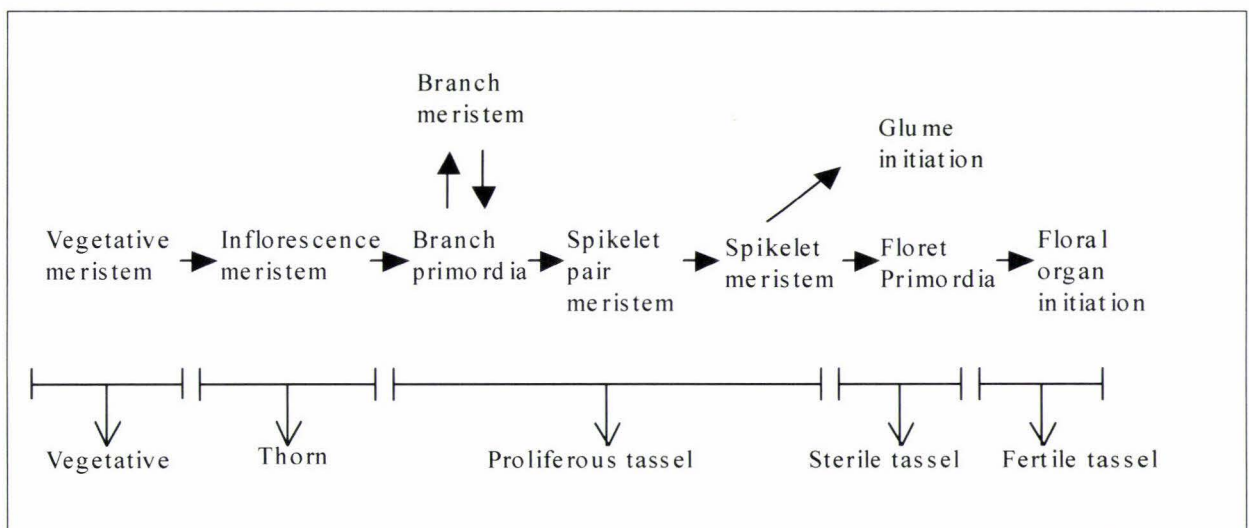 Branch
meristem
Glume
initiation
Vegetative
meristem
Inflorescence
meristem
Branch
primordia
Spikelet
pair
meristem
Spikelet
meristem
Floret
Primordia
Floral
organ
initiation
Vegetative
Thorn
Proliferous tassel
Sterile tassel
Fertile tassel